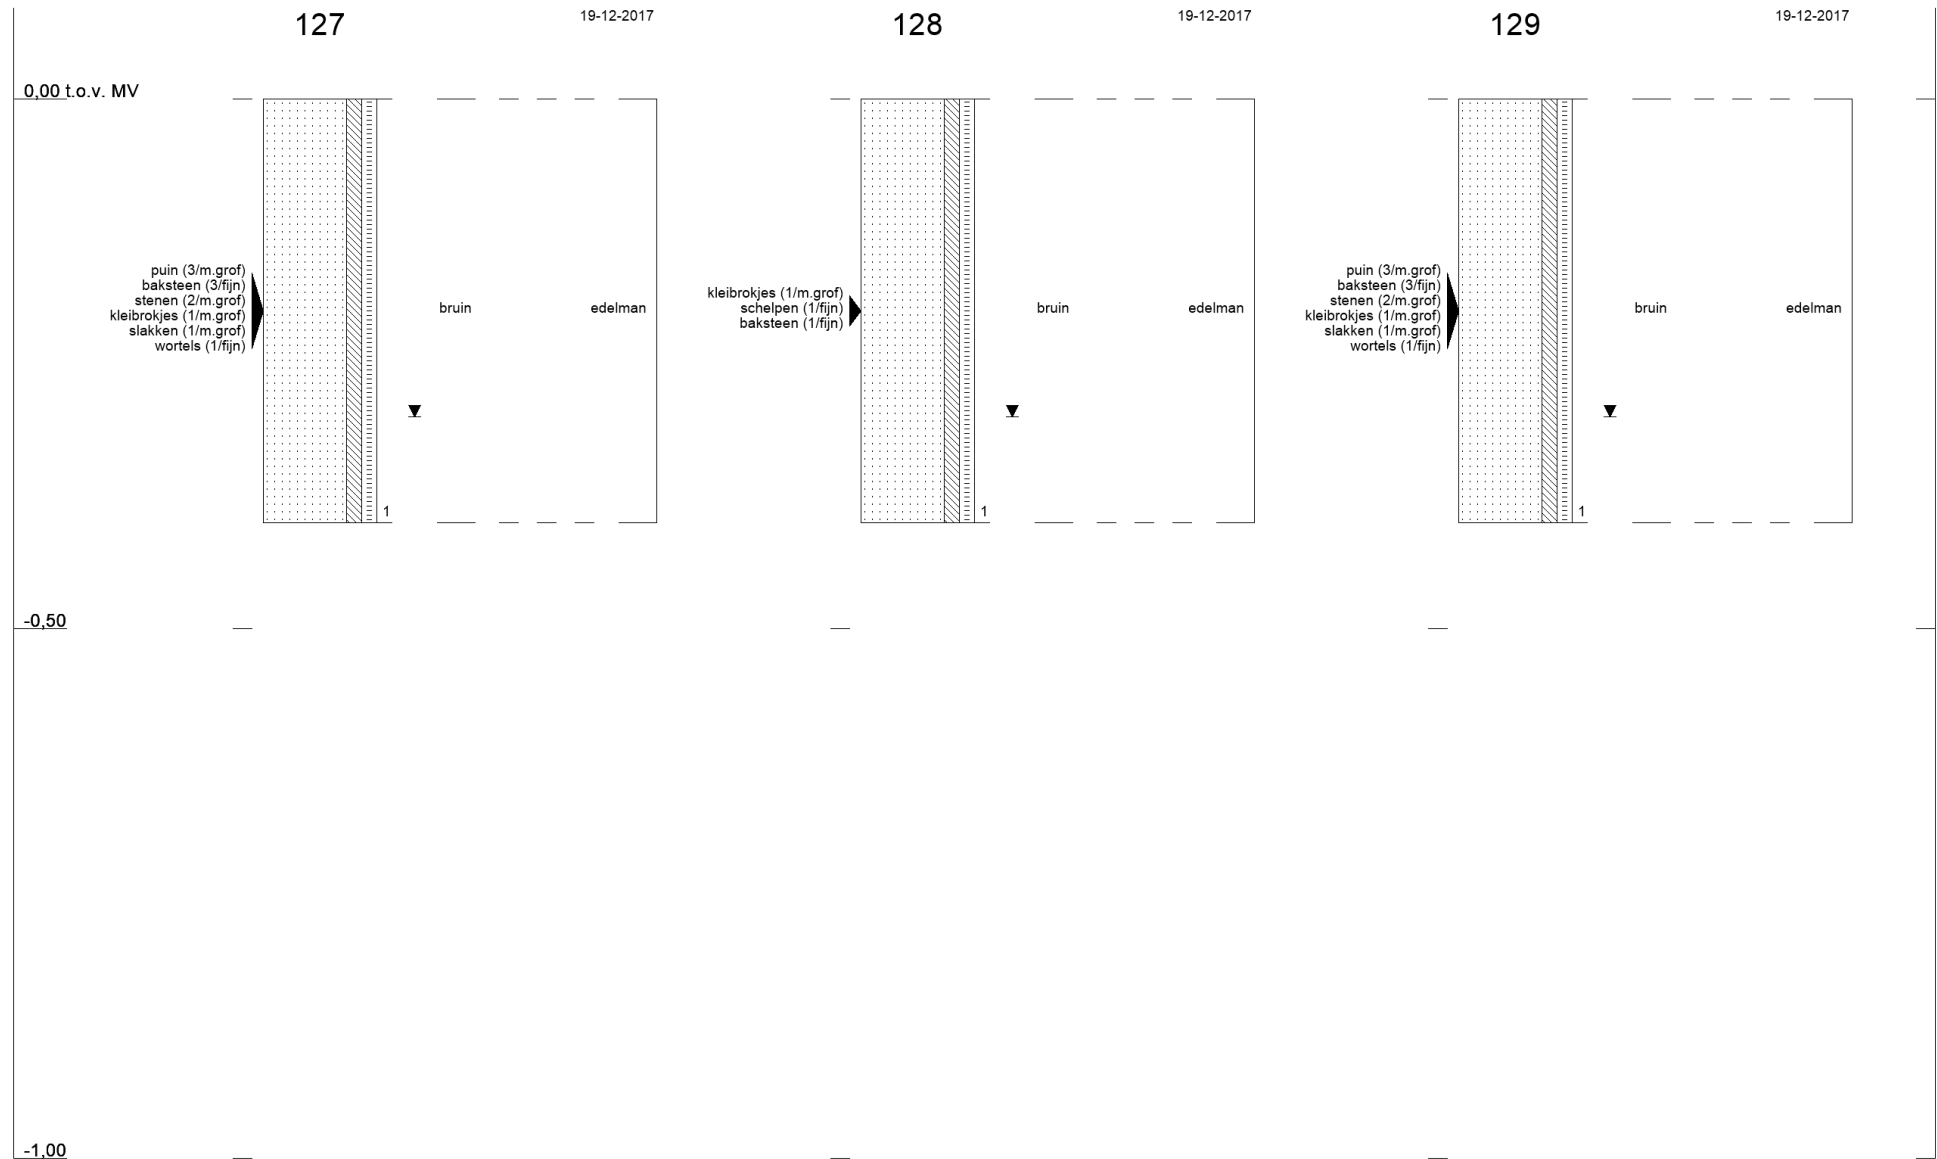 127
19-12-2017
128
19-12-2017
129
19-12-2017
0,00 t.o.v. MV
puin (3/m.grof)
baksteen (3/fijn)
stenen (2/m.grof)
kleibrokjes (1/m.grof)
slakken (1/m.grof)
wortels (1/fijn)
bruin
edelman
1
kleibrokjes (1/m.grof)
schelpen (1/fijn)
baksteen (1/fijn)
bruin
edelman
1
puin (3/m.grof)
baksteen (3/fijn)
stenen (2/m.grof)
kleibrokjes (1/m.grof)
slakken (1/m.grof)
wortels (1/fijn)
bruin
edelman
1
-0,50
-1,00